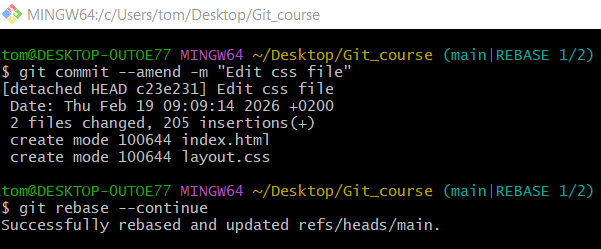 MINGW64:/c/Users/tom/Desktop/Git_course
tom@DESKTOP-OUTOE77 MINGW64 ~/Desktop/Git_course (main|REBASE 1/2)
$ git commit --amend -m "Edit css file"
[detached HEAD c23e231] Edit css file
 Date: Thu Feb 19 09:09:14 2026 +0200
 2 files changed, 205 insertions(+)
 create mode 100644 index.html
 create mode 100644 layout.css
tom@DESKTOP-OUTOE77 MINGW64 ~/Desktop/Git_course (main|REBASE 1/2)
$ git rebase --continue
Successfully rebased and updated refs/heads/main.